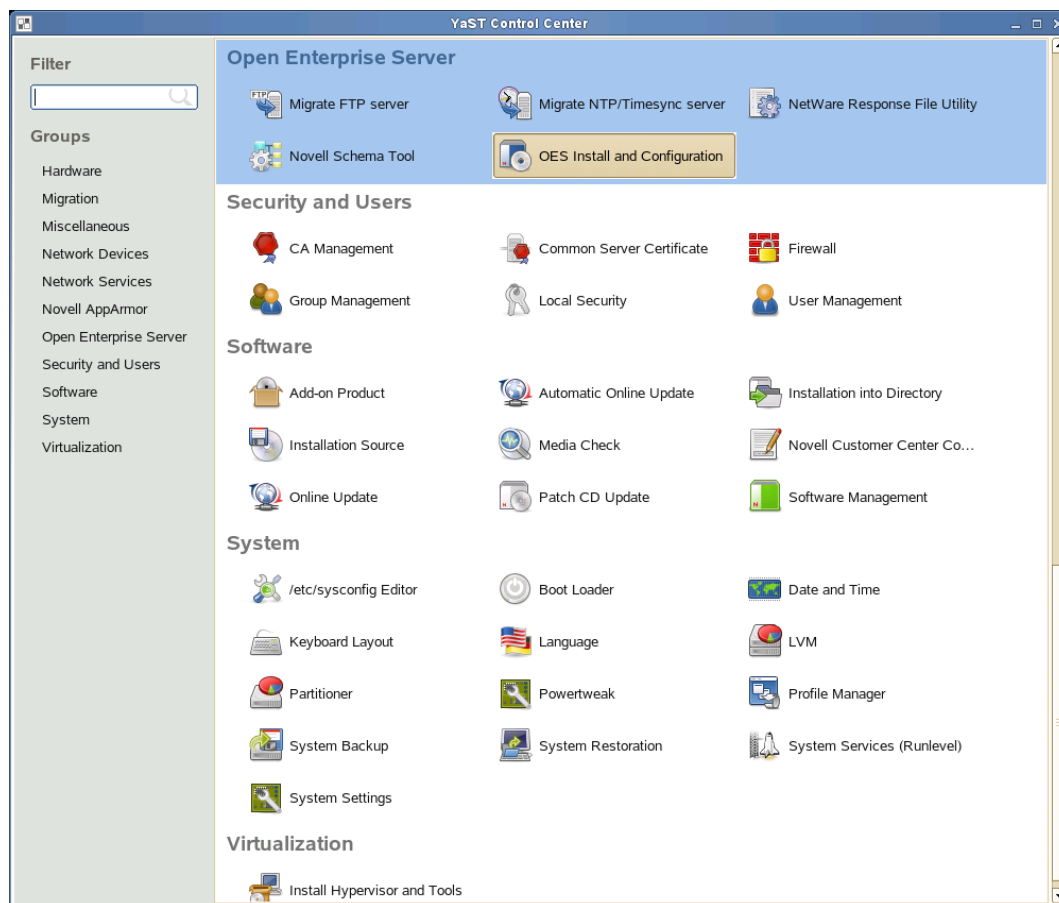 YaST Control Center
Filter
Groups
Hardware
Migration
Miscellaneous
Network Devices
Network Services
Novell AppArmor
Open Enterprise Server
Security and Users
Software
System
Virtualization
Open Enterprise Server
FTP
Migrate FTP server
Migrate NTP/Timesync server
NetWare Response File Utility
Novell Schema Tool
OES Install and Configuration
Security and Users
CA Management
Common Server Certificate
Firewall
Group Management
Local Security
User Management
Software
Add-on Product
Automatic Online Update
Installation into Directory
Installation Source
Media Check
Novell Customer Center Co...
Online Update
Patch CD Update
Software Management
System
/etc/sysconfig Editor
Boot Loader
Date and Time
Keyboard Layout
Language
LVM
Partitioner
Powertweak
Profile Manager
System Backup
System Restoration
System Services (Runlevel)
System Settings
Virtualization
Install Hypervisor and Tools